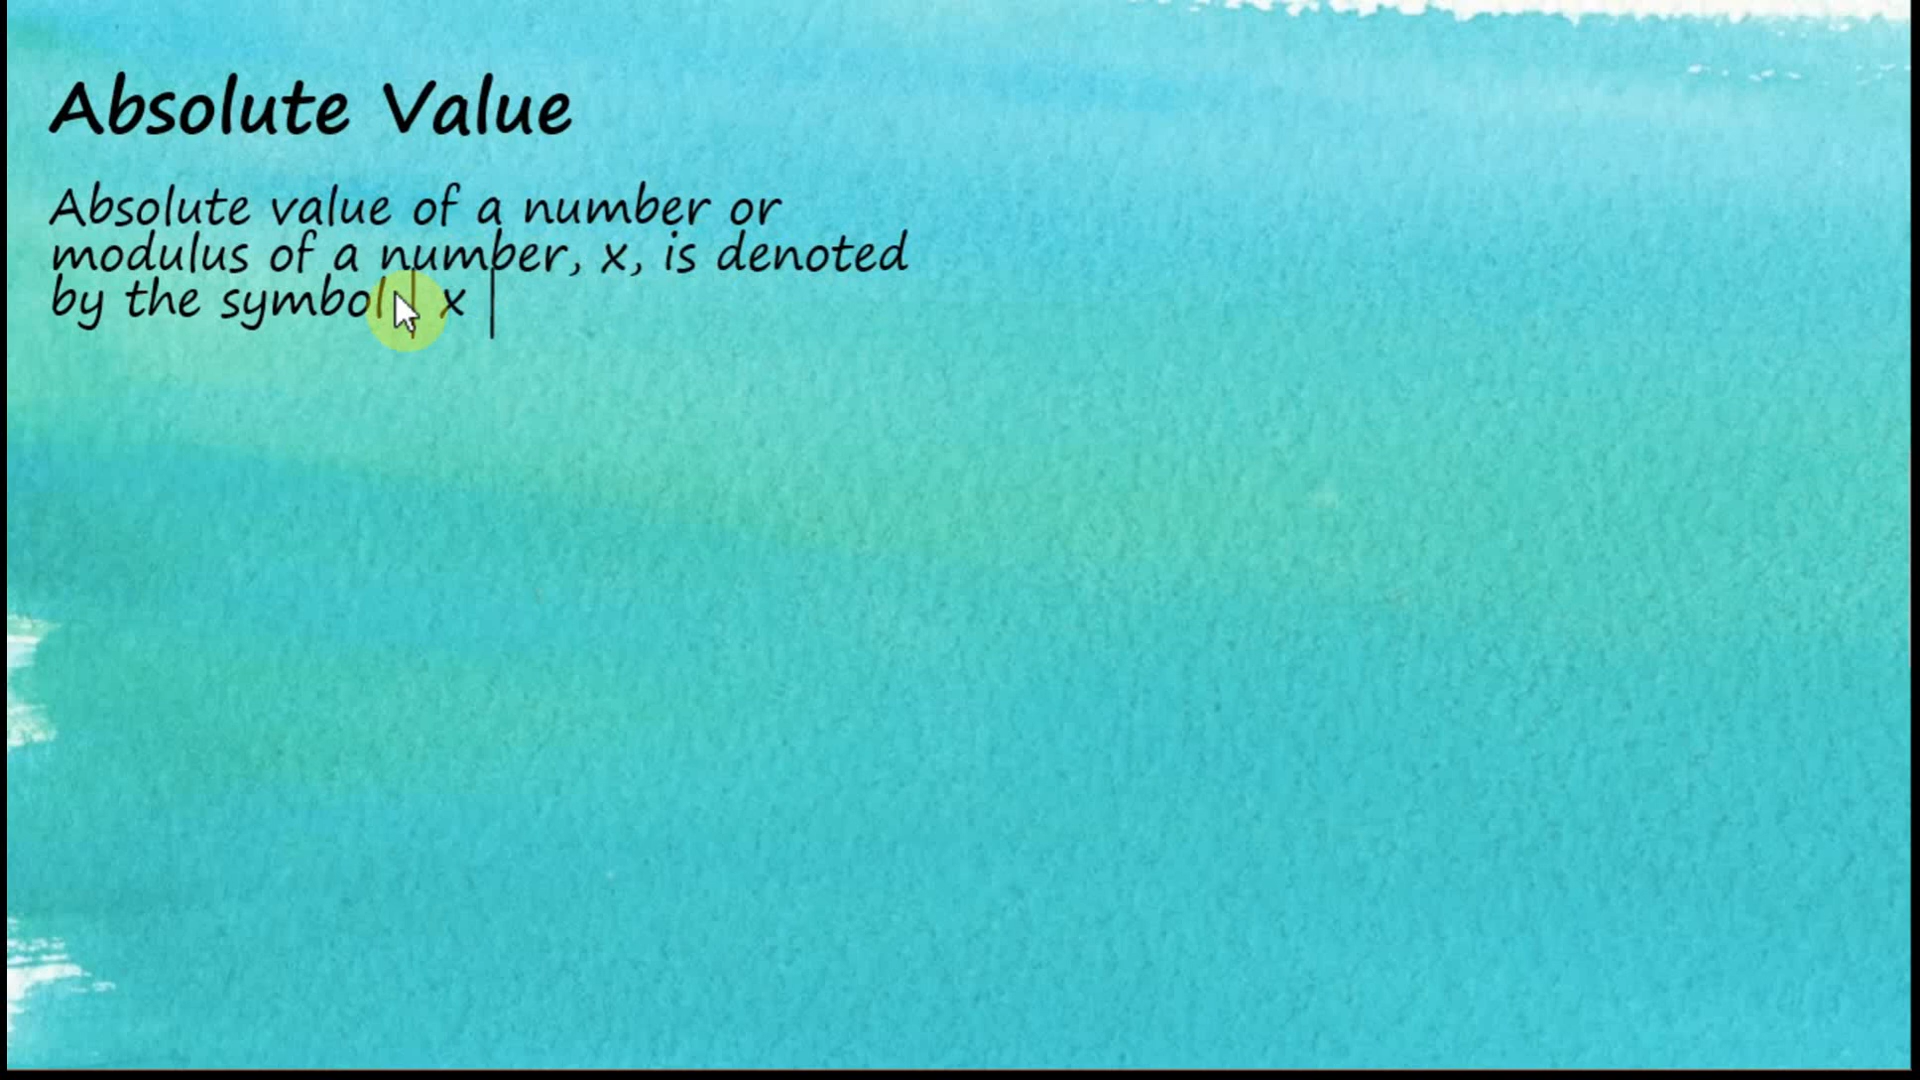 Absolute Value
Absolute value of a number or
modulus of a number, x, is denoted
by the symbol | x |